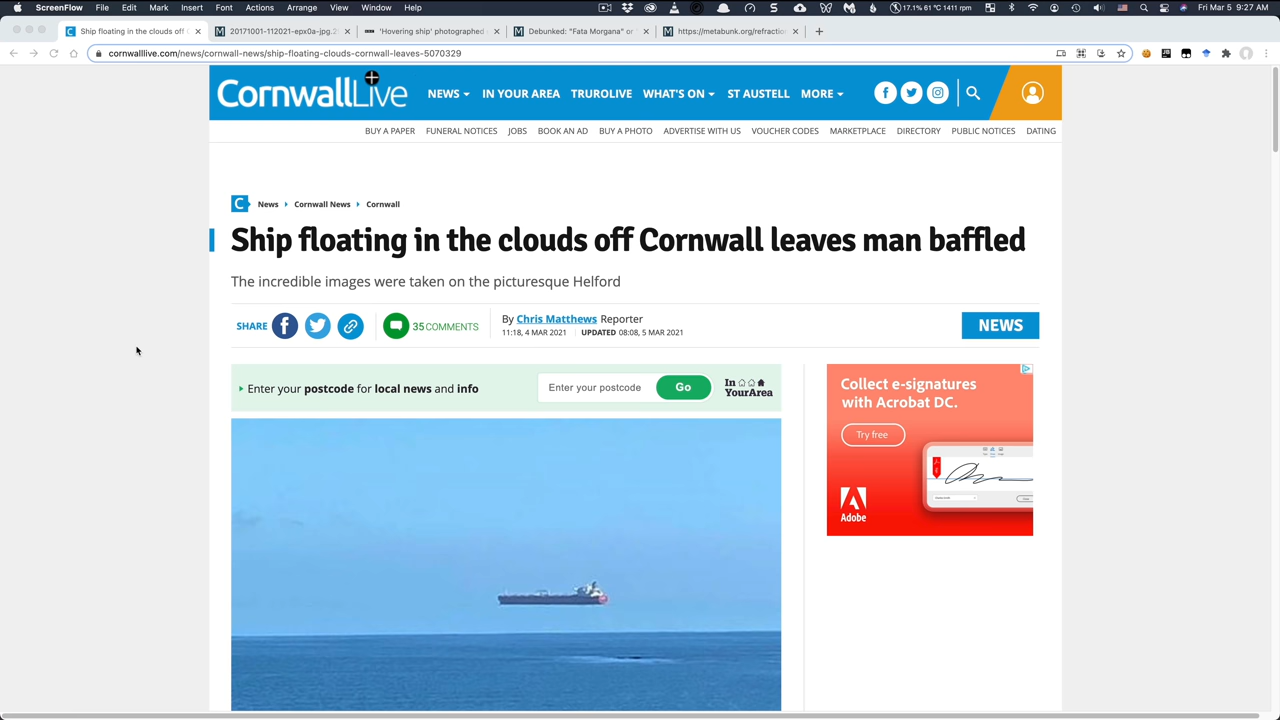 ScreenFlow File Edit Mark Insert Font Actions Arrange View Window Help
17.1% 61 °C 1411 rpm
Fri Mar 5 9:27 AM
Ship floating in the clouds off
20171001-112021-epx0a-jpg.2
'Hovering ship' photographed
Debunked: "Fata Morgana" or
https://metabunk.org/refractio
cornwalllive.com/news/cornwall-news/ship-floating-clouds-cornwall-leaves-5070329
CornwallLive
NEWS IN YOUR AREA TRUROLIVE WHAT'S ON ST AUSTELL MORE
BUY A PAPER FUNERAL NOTICES JOBS BOOK AN AD BUY A PHOTO ADVERTISE WITH US VOUCHER CODES MARKETPLACE DIRECTORY PUBLIC NOTICES DATING
C News Cornwall News Cornwall
Ship floating in the clouds off Cornwall leaves man baffled
The incredible images were taken on the picturesque Helford
SHARE
35 COMMENTS
By Chris Matthews Reporter
11:18, 4 MAR 2021 UPDATED 08:08, 5 MAR 2021
NEWS
Enter your postcode for local news and info
Enter your postcode
Go
In
YourArea
Collect e-signatures
with Acrobat DC.
Try free
Adobe